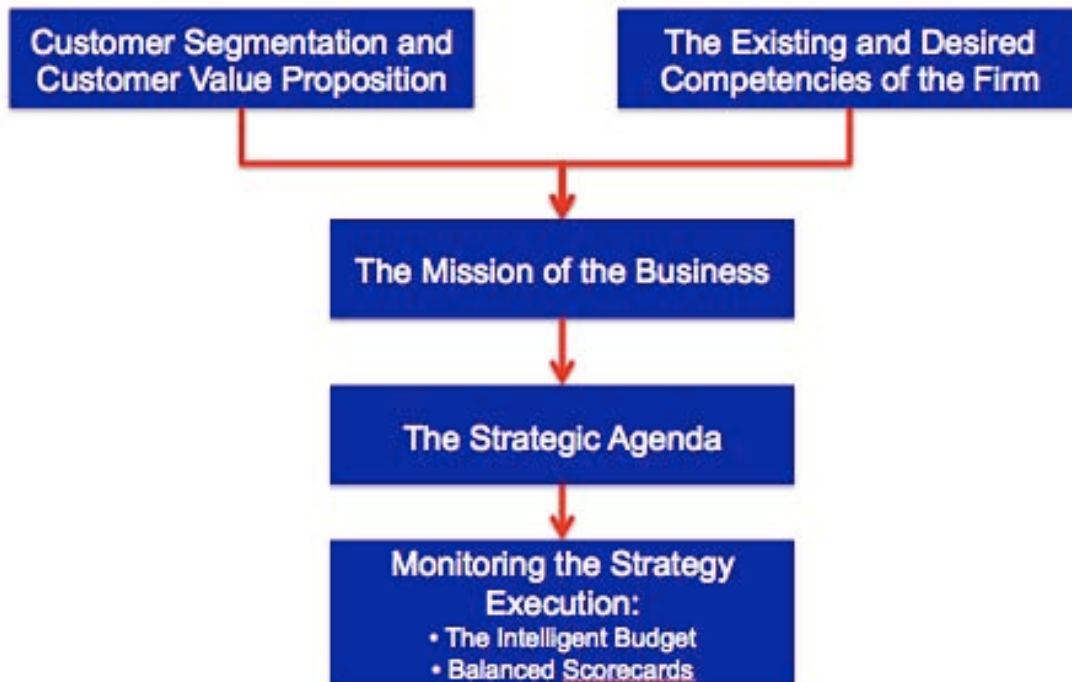 Customer Segmentation and
Customer Value Proposition
The Existing and Desired
Competencies of the Firm
The Mission of the Business
The Strategic Agenda
Monitoring the Strategy
Execution:
• The Intelligent Budget
• Balanced Scorecards